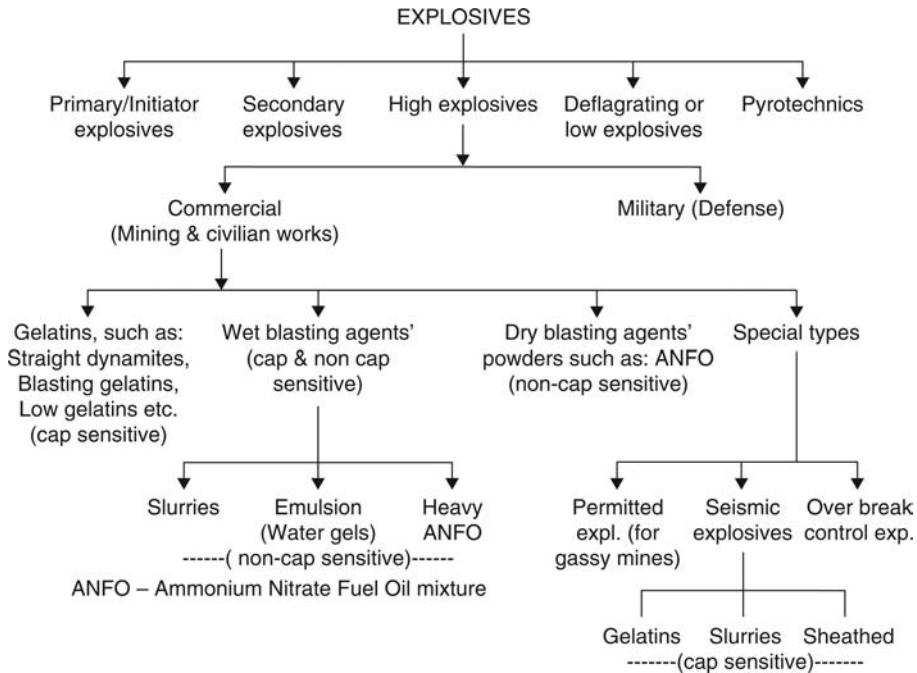 EXPLOSIVES
Primary/Initiator
explosives
Secondary
explosives
High explosives
Deflagrating or
low explosives
Pyrotechnics
Commercial
(Mining & civilian works)
Military (Defense)
Gelatins, such as:
Straight dynamites,
Blasting gelatins,
Low gelatins etc.
(cap sensitive)
Wet blasting agents'
(cap & non cap
sensitive)
Dry blasting agents'
powders such as: ANFO
(non-cap sensitive)
Special types
Slurries
Emulsion
(Water gels)
Heavy
ANFO
------( non-cap sensitive)------
ANFO – Ammonium Nitrate Fuel Oil mixture
Permitted
expl. (for
gassy mines)
Seismic
explosives
Over break
control exp.
Gelatins
Slurries
Sheathed
-------(cap sensitive)-------